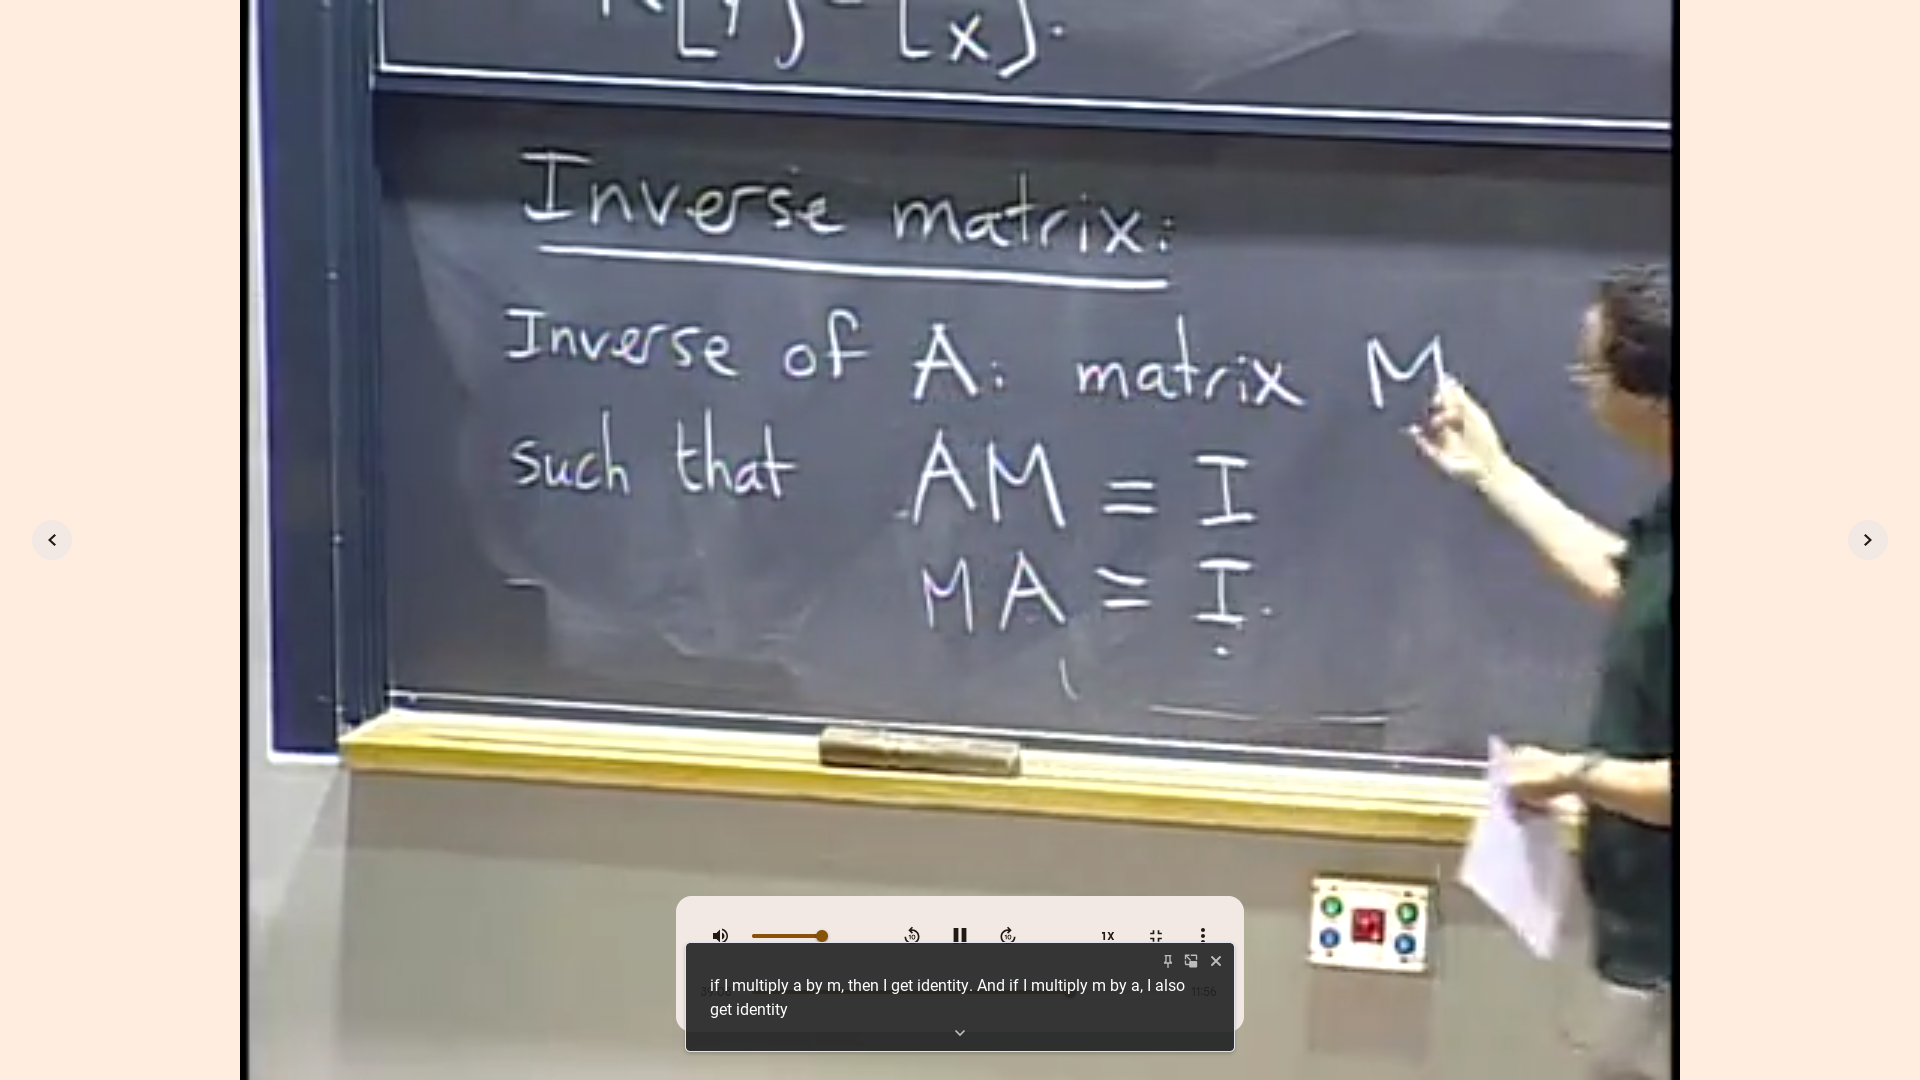 [x].
Inverse matrix:
Inverse of A: matrix M
such that AM = I
MA = I.
1X
if I multiply a by m, then I get identity. And if I multiply m by a, I also
get identity
11:56